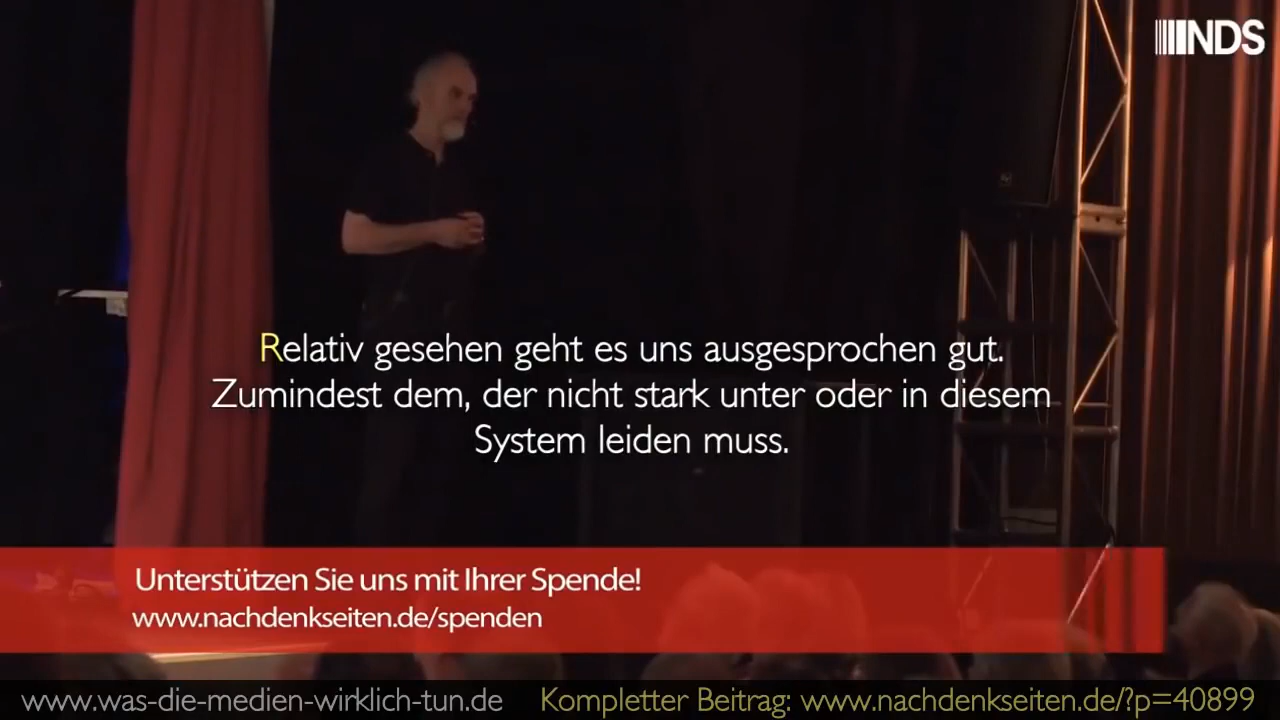 NDS
Relativ gesehen geht es uns ausgesprochen gut.
Zumindest dem, der nicht stark unter oder in diesem
System leiden muss.
Unterstützen Sie uns mit Ihrer Spende!
www.nachdenkseiten.de/spenden
www.was-die-medien-wirklich-tun.de Kompletter Beitrag: www.nachdenkseiten.de/?p=40899